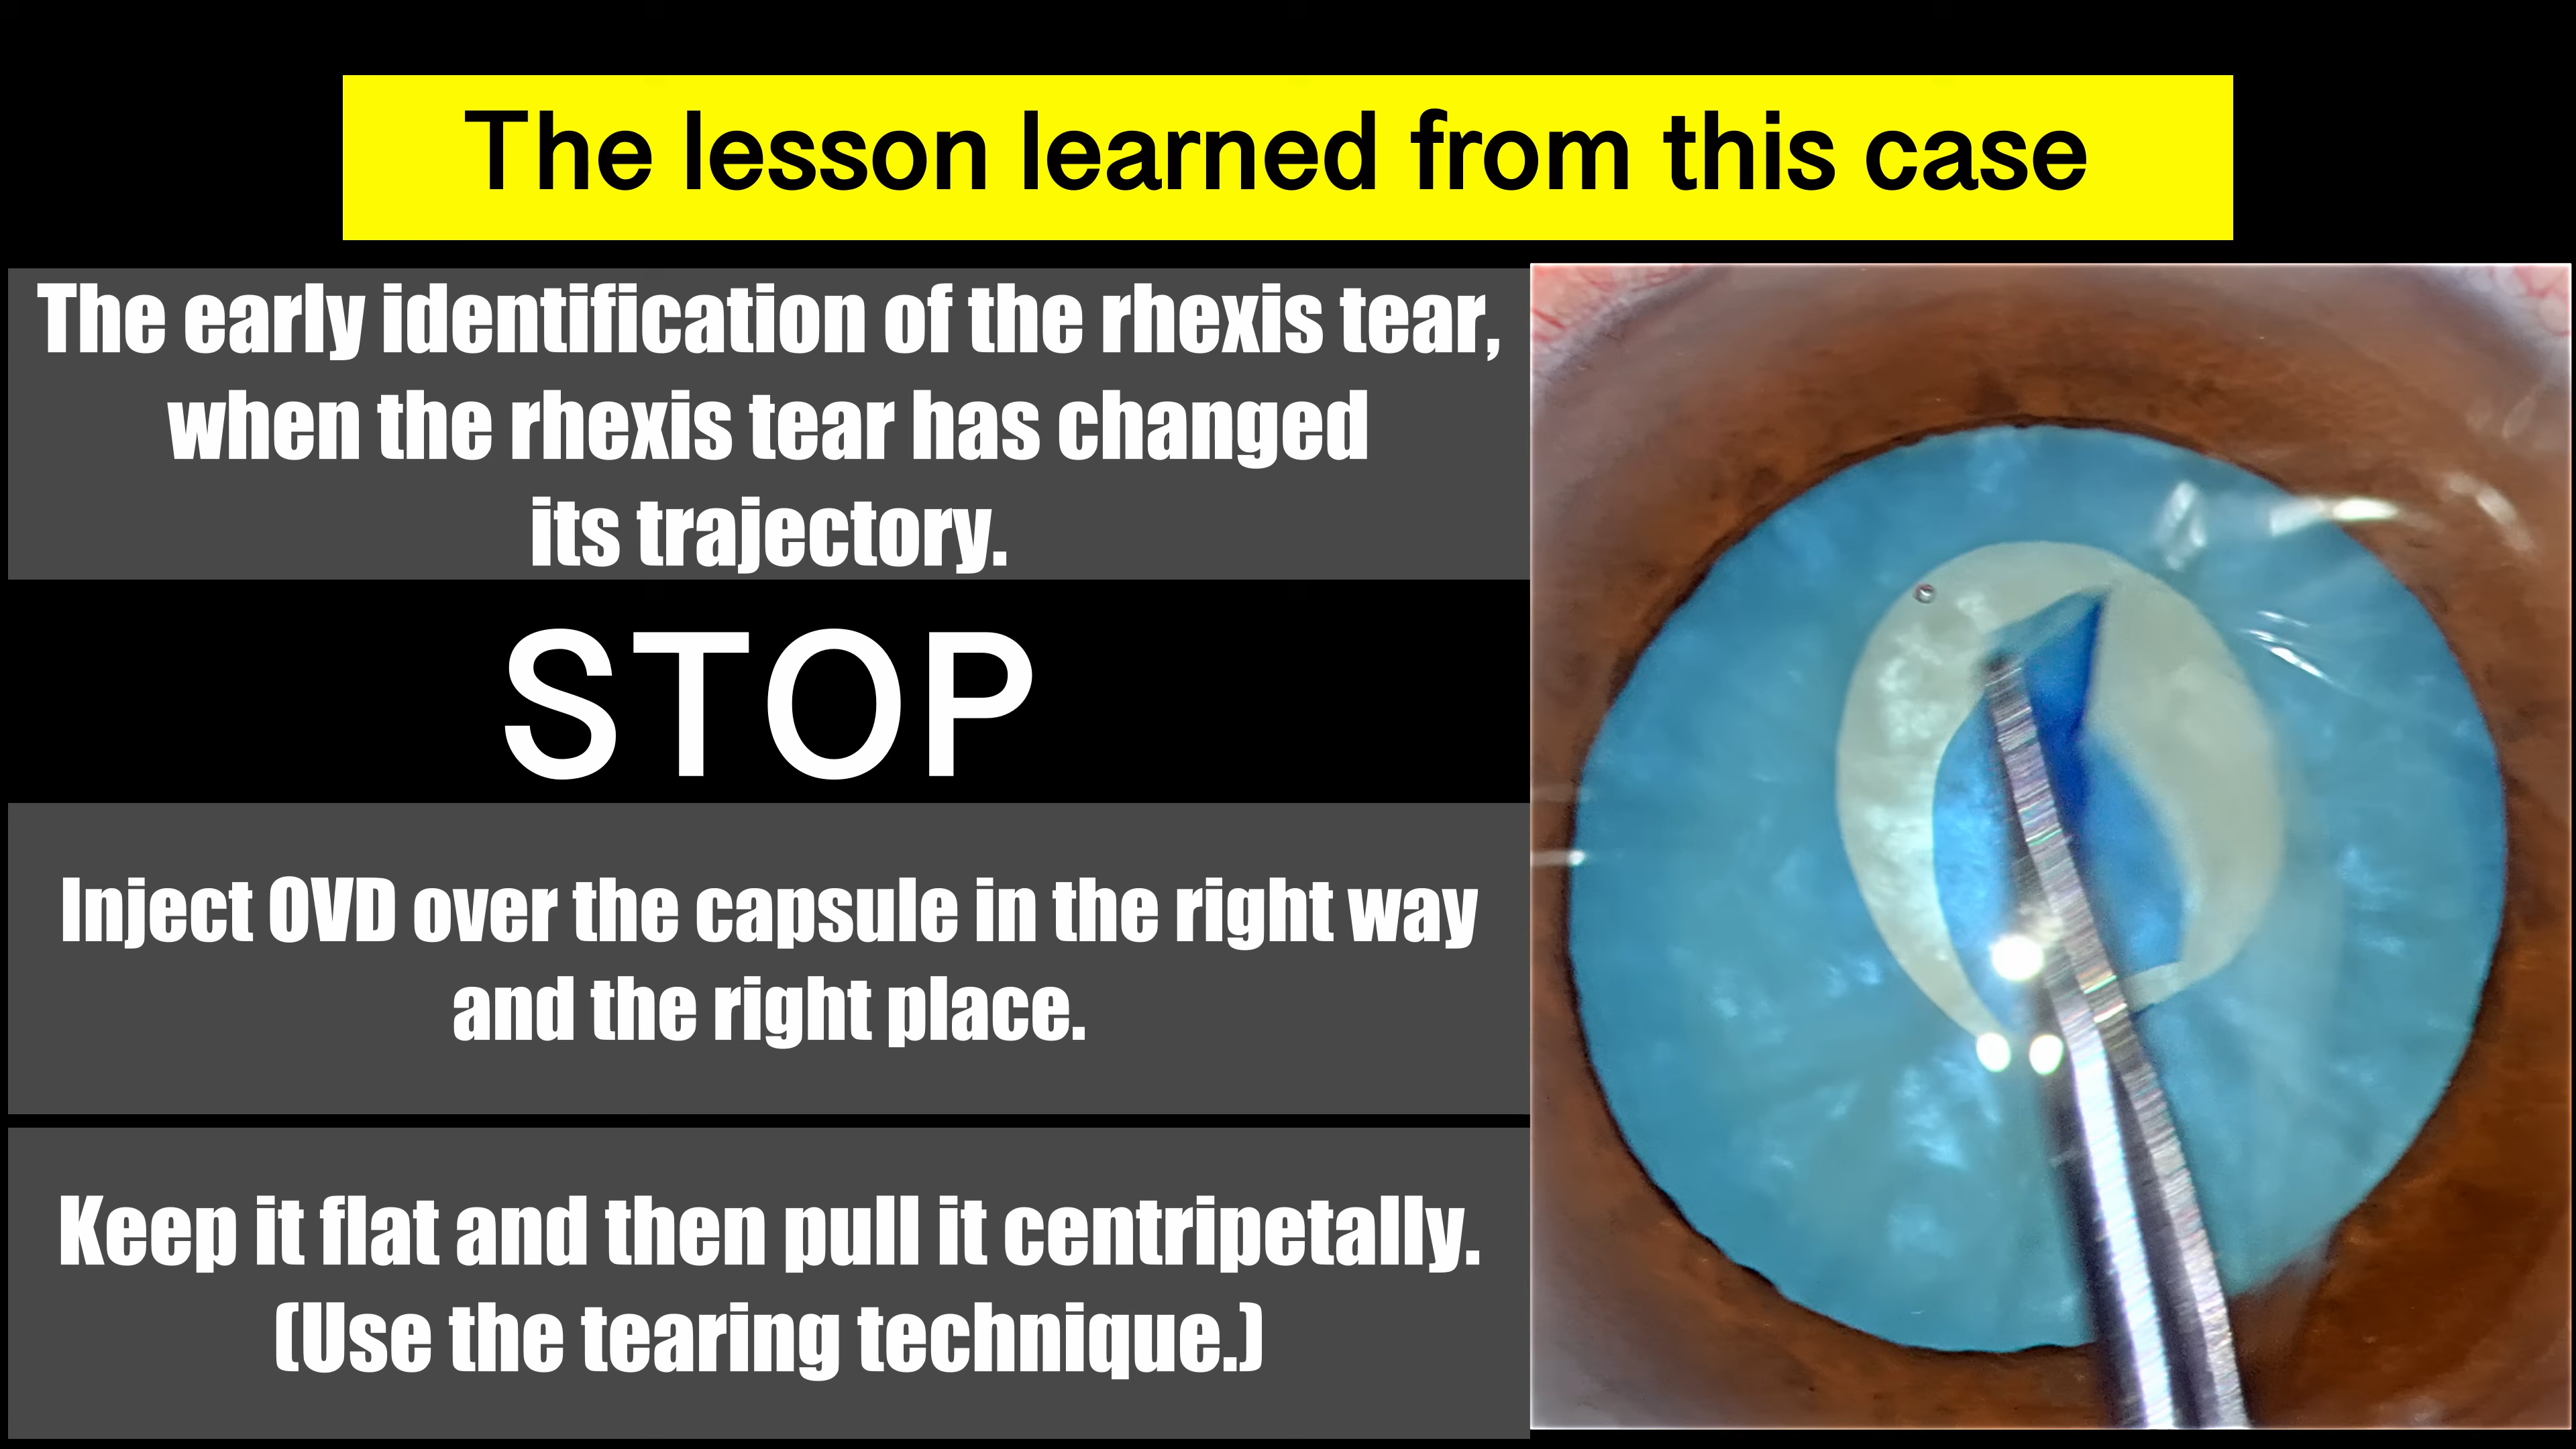 The lesson learned from this case
The early identification of the rhexis tear,
when the rhexis tear has changed
its trajectory.
STOP
Inject OVD over the capsule in the right way
and the right place.
Keep it flat and then pull it centripetally.
(Use the tearing technique.)